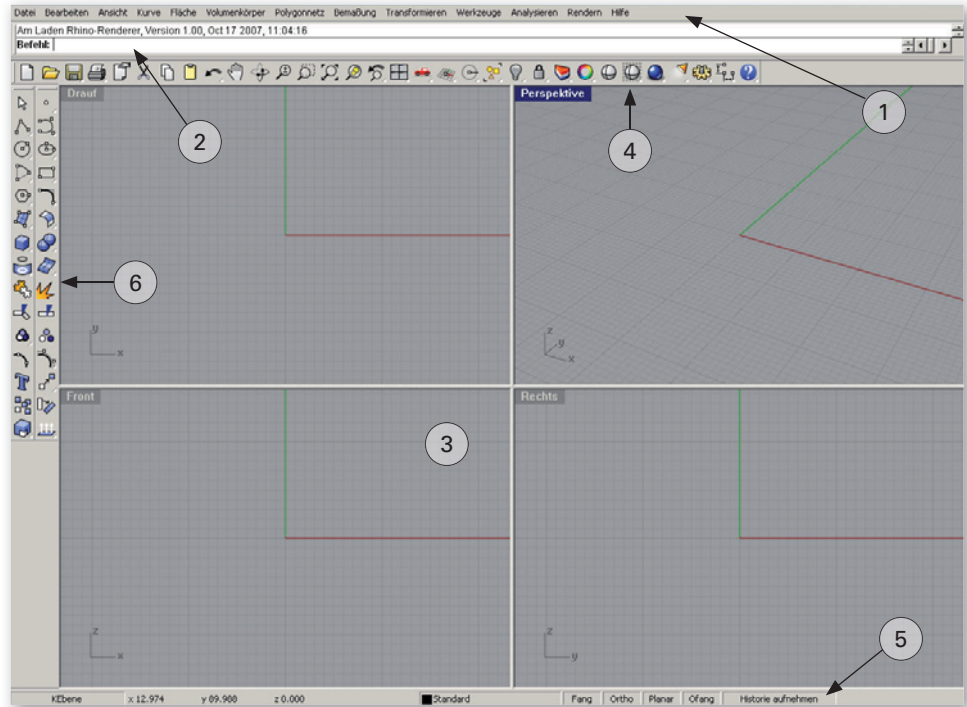 Datei Bearbeiten Ansicht Kurve Fläche Volumenkörper Polygonnetz Bemaßung Transformieren Werkzeuge Analysieren Rendern Hilfe
Am Laden Rhino-Renderer, Version 1.00, Oct 17 2007, 11:04:16
Befehl:
Drauf
Perspektive
1
2
4
6
y
x
z
y
x
Front
Rechts
3
5
z
x
z
y
KEbene x 12.974 y 89.988 z 0.000 Standard Fang Ortho Planar Ofang Historie aufnehmen